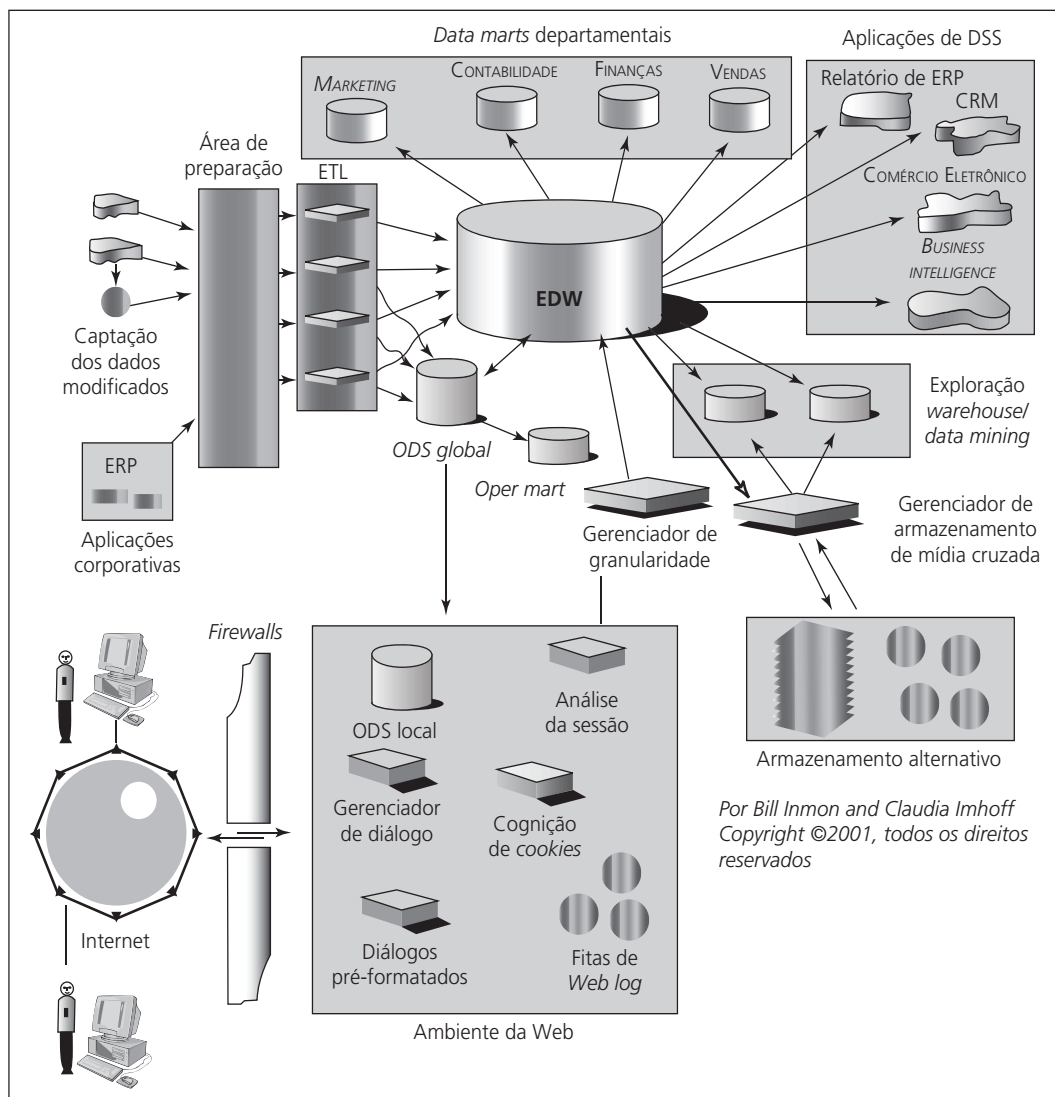 Data marts departamentais
MARKETING
CONTABILIDADE
FINANÇAS
VENDAS
Aplicações de DSS
Relatório de ERP
CRM
COMÉRCIO ELETRÔNICO
BUSINESS
INTELLIGENCE
Área de
preparação
ETL
EDW
Captação
dos dados
modificados
ERP
Aplicações
corporativas
ODS global
Oper mart
Exploração
warehouse/
data mining
Gerenciador de
granularidade
Gerenciador de
armazenamento
de mídia cruzada
Armazenamento alternativo
Firewalls
Internet
ODS local
Análise
da sessão
Gerenciador
de diálogo
Cognição
de cookies
Diálogos
pré-formatados
Fitas de
Web log
Ambiente da Web
Por Bill Inmon and Claudia Imhoff
Copyright ©2001, todos os direitos
reservados